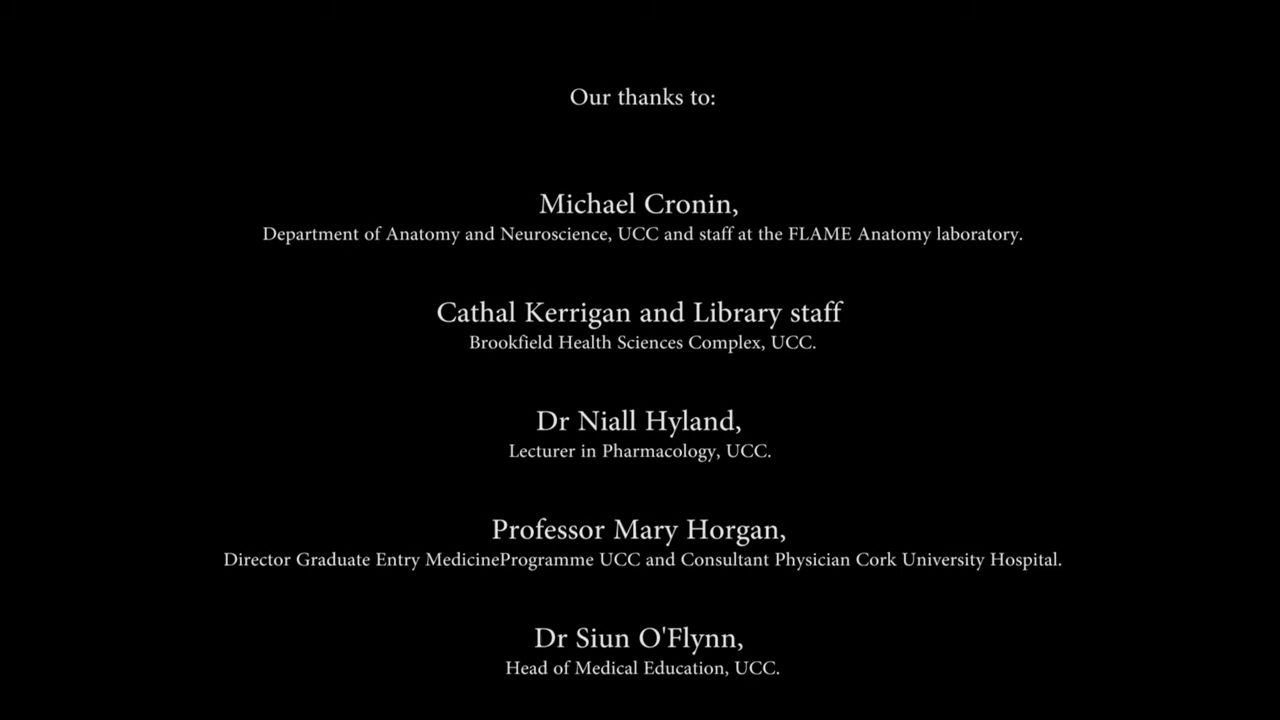 Our thanks to:
Michael Cronin,
Department of Anatomy and Neuroscience, UCC and staff at the FLAME Anatomy laboratory.
Cathal Kerrigan and Library staff
Brookfield Health Sciences Complex, UCC.
Dr Niall Hyland,
Lecturer in Pharmacology, UCC.
Professor Mary Horgan,
Director Graduate Entry MedicineProgramme UCC and Consultant Physician Cork University Hospital.
Dr Siun O'Flynn,
Head of Medical Education, UCC.